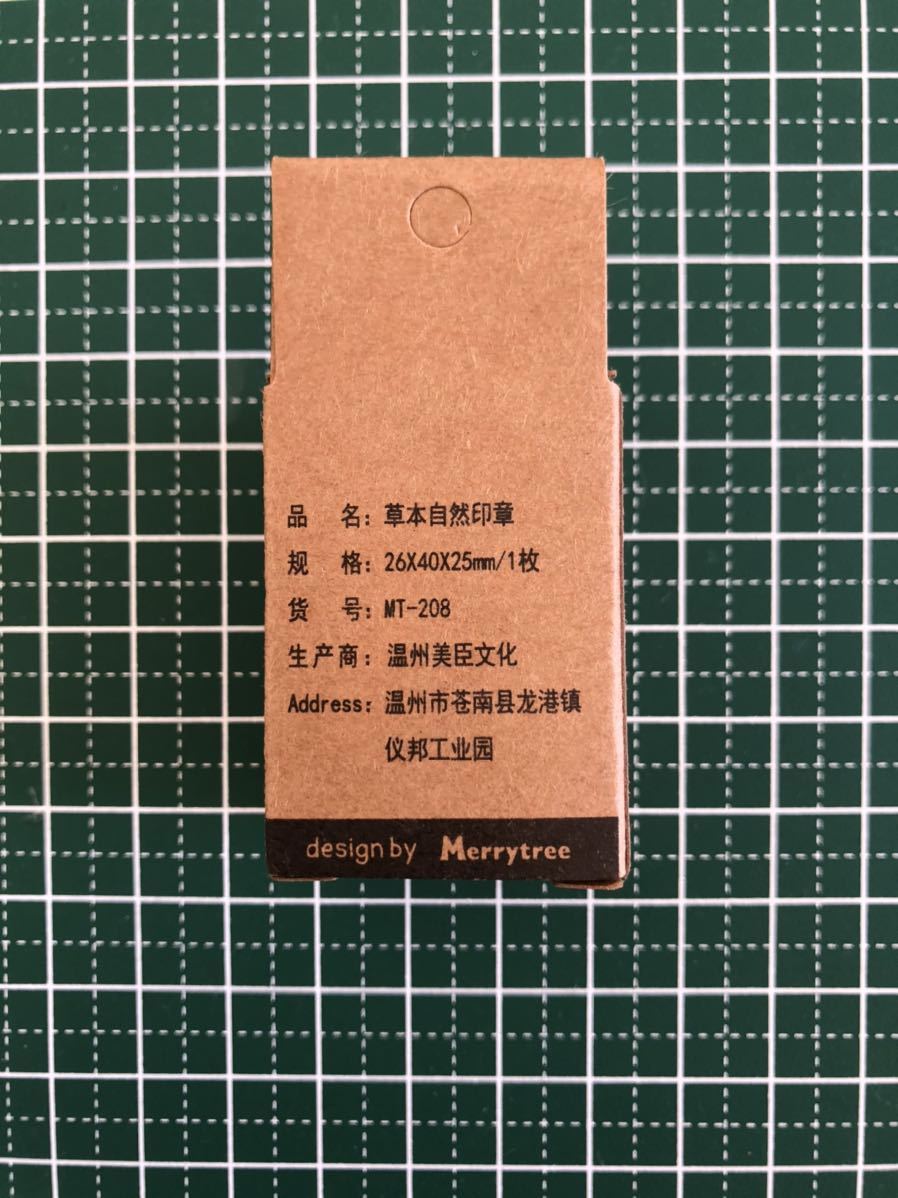 品 名：草本自然印章
规 格：26X40X25mm/1枚
货 号：MT-208
生产商：温州美臣文化
Address：温州市苍南县龙港镇
仪邦工业园
design by Merrytree